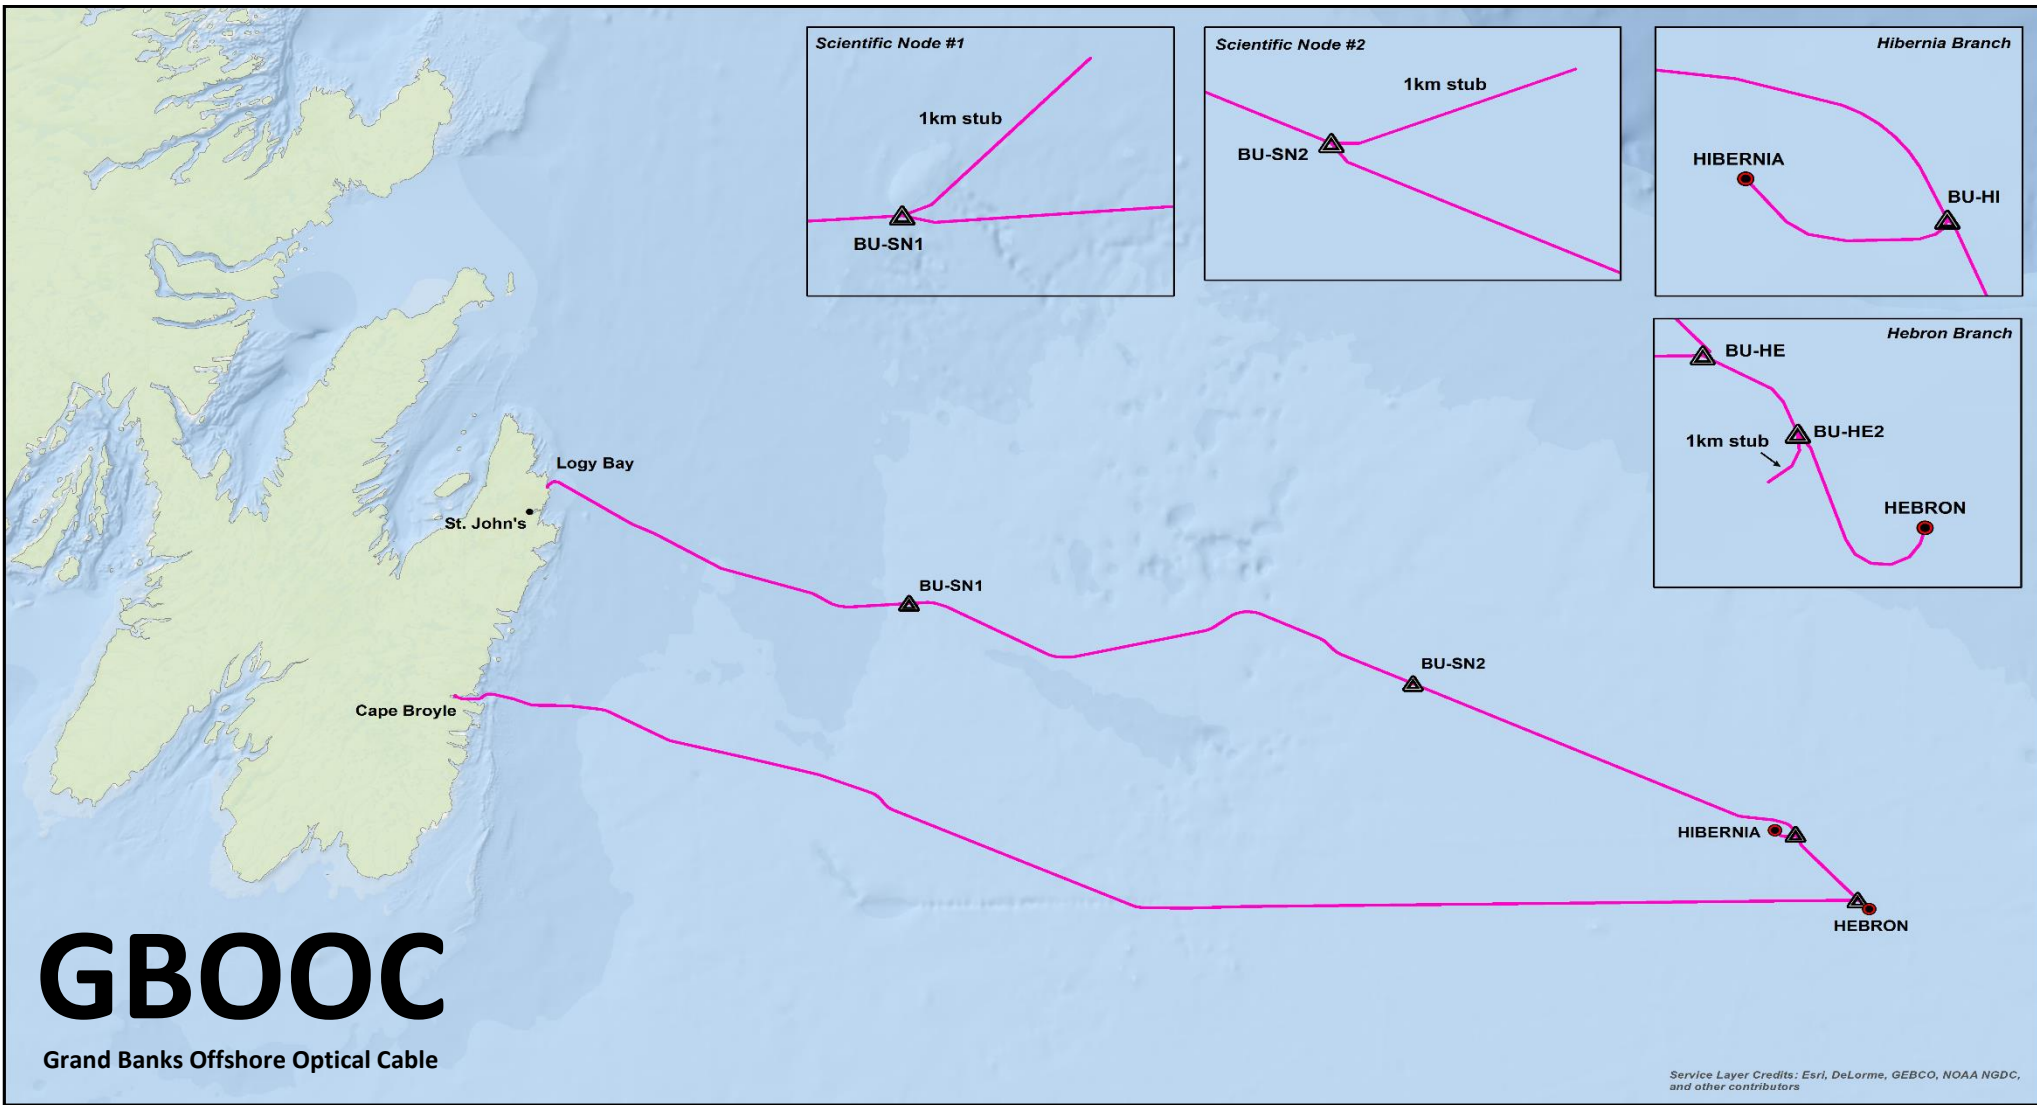 Scientific Node #1
1km stub
BU-SN1
Scientific Node #2
1km stub
BU-SN2
Hibernia Branch
HIBERNIA
BU-HI
Hebron Branch
BU-HE
BU-HE2
1km stub
HEBRON
Logy Bay
St. John's
BU-SN1
BU-SN2
Cape Broyle
HIBERNIA
HEBRON
GBOOC
Grand Banks Offshore Optical Cable
Service Layer Credits: Esri, DeLorme, GEBCO, NOAA NGDC,
and other contributors